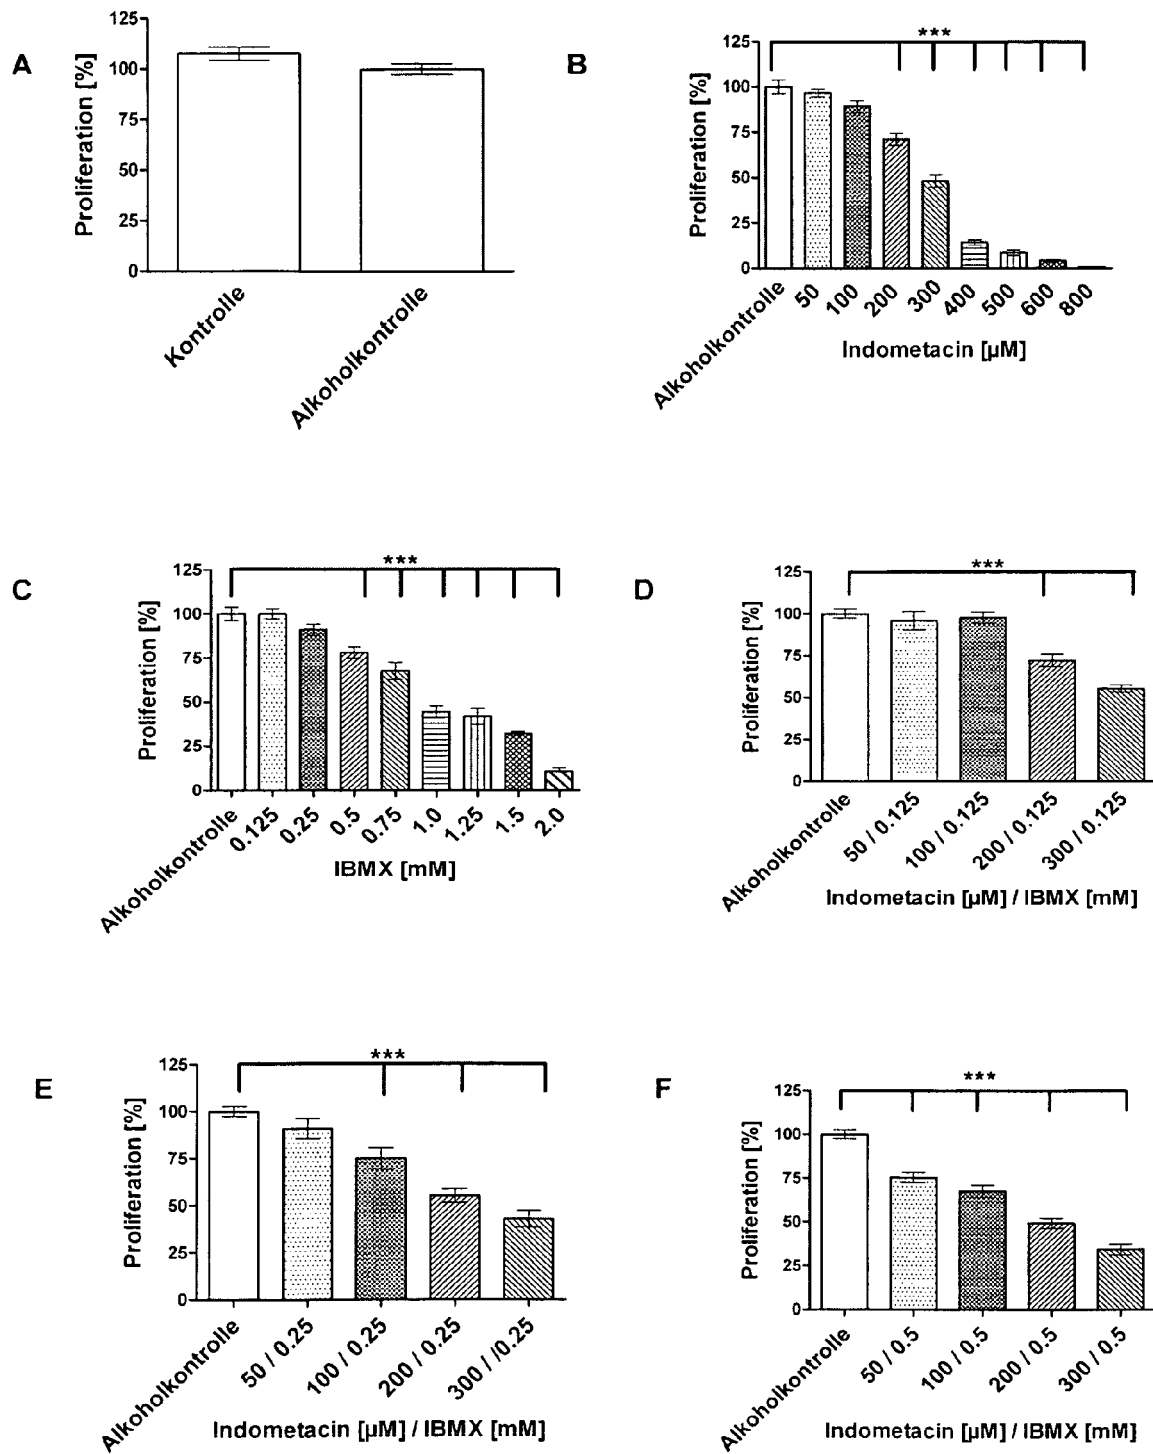 A
Proliferation [%]
125
100
75
50
25
0
Kontrolle
Alkoholkontrolle
B
Proliferation [%]
125
100
75
50
25
0
***
Alkoholkontrolle
50
100
200
300
400
500
600
800
Indometacin [µM]
C
Proliferation [%]
125
100
75
50
25
0
***
Alkoholkontrolle
0.125
0.25
0.5
0.75
1.0
1.25
1.5
2.0
IBMX [mM]
D
Proliferation [%]
125
100
75
50
25
0
***
Alkoholkontrolle
50 / 0.125
100 / 0.125
200 / 0.125
300 / 0.125
Indometacin [µM] / IBMX [mM]
E
Proliferation [%]
125
100
75
50
25
0
***
Alkoholkontrolle
50 / 0.25
100 / 0.25
200 / 0.25
300 / /0.25
Indometacin [µM] / IBMX [mM]
F
Proliferation [%]
125
100
75
50
25
0
***
Alkoholkontrolle
50 / 0.5
100 / 0.5
200 / 0.5
300 / 0.5
Indometacin [µM] / IBMX [mM]